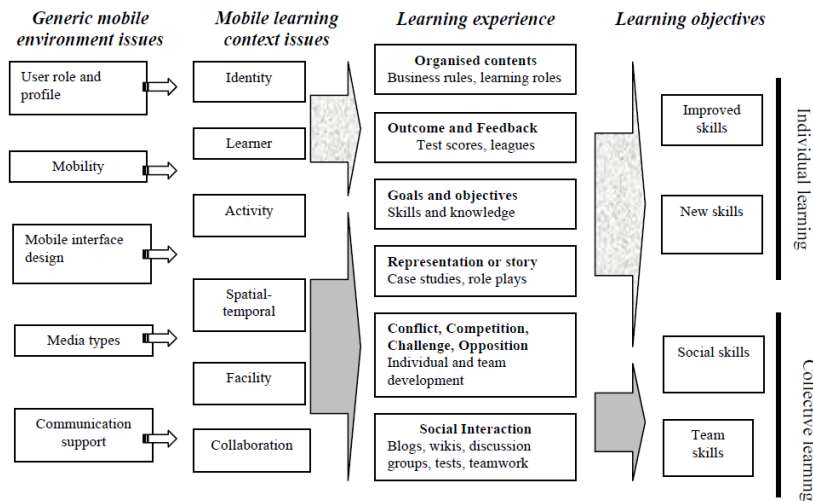 Generic mobile
environment issues
Mobile learning
context issues
Learning experience
Learning objectives
User role and
profile
Mobility
Mobile interface
design
Media types
Communication
support
Identity
Learner
Activity
Spatial-
temporal
Facility
Collaboration
Organised contents
Business rules, learning roles
Outcome and Feedback
Test scores, leagues
Goals and objectives
Skills and knowledge
Representation or story
Case studies, role plays
Conflict, Competition,
Challenge, Opposition
Individual and team
development
Social Interaction
Blogs, wikis, discussion
groups, tests, teamwork
Improved
skills
New skills
Social skills
Team
skills
Individual learning
Collective learning